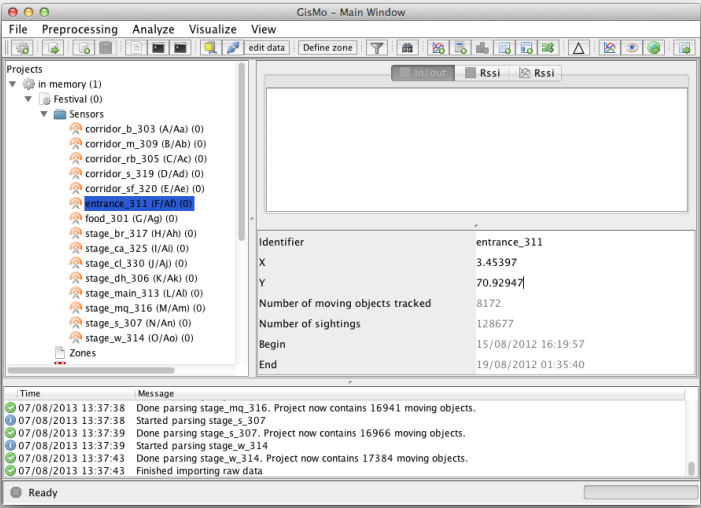 GisMo – Main Window
File Preprocessing Analyze Visualize View
edit data Define zone
Projects
in memory (1)
Festival (0)
Sensors
corridor_b_303 (A/Aa) (0)
corridor_m_309 (B/Ab) (0)
corridor_rb_305 (C/Ac) (0)
corridor_s_319 (D/Ad) (0)
corridor_sf_320 (E/Ae) (0)
entrance_311 (F/Af) (0)
food_301 (G/Ag) (0)
stage_br_317 (H/Ah) (0)
stage_ca_325 (I/Ai) (0)
stage_cl_330 (J/Aj) (0)
stage_dh_306 (K/Ak) (0)
stage_main_313 (L/Al) (0)
stage_mq_316 (M/Am) (0)
stage_s_307 (N/An) (0)
stage_w_314 (O/Ao) (0)
Zones
In/out Rssi Rssi
Identifier entrance_311
X 3.45397
Y 70.92947
Number of moving objects tracked 8172
Number of sightings 128677
Begin 15/08/2012 16:19:57
End 19/08/2012 01:35:40
Time Message
07/08/2013 13:37:38 Done parsing stage_mq_316. Project now contains 16941 moving objects.
07/08/2013 13:37:38 Started parsing stage_s_307
07/08/2013 13:37:39 Done parsing stage_s_307. Project now contains 16966 moving objects.
07/08/2013 13:37:39 Started parsing stage_w_314
07/08/2013 13:37:43 Done parsing stage_w_314. Project now contains 17384 moving objects.
07/08/2013 13:37:43 Finished importing raw data
Ready